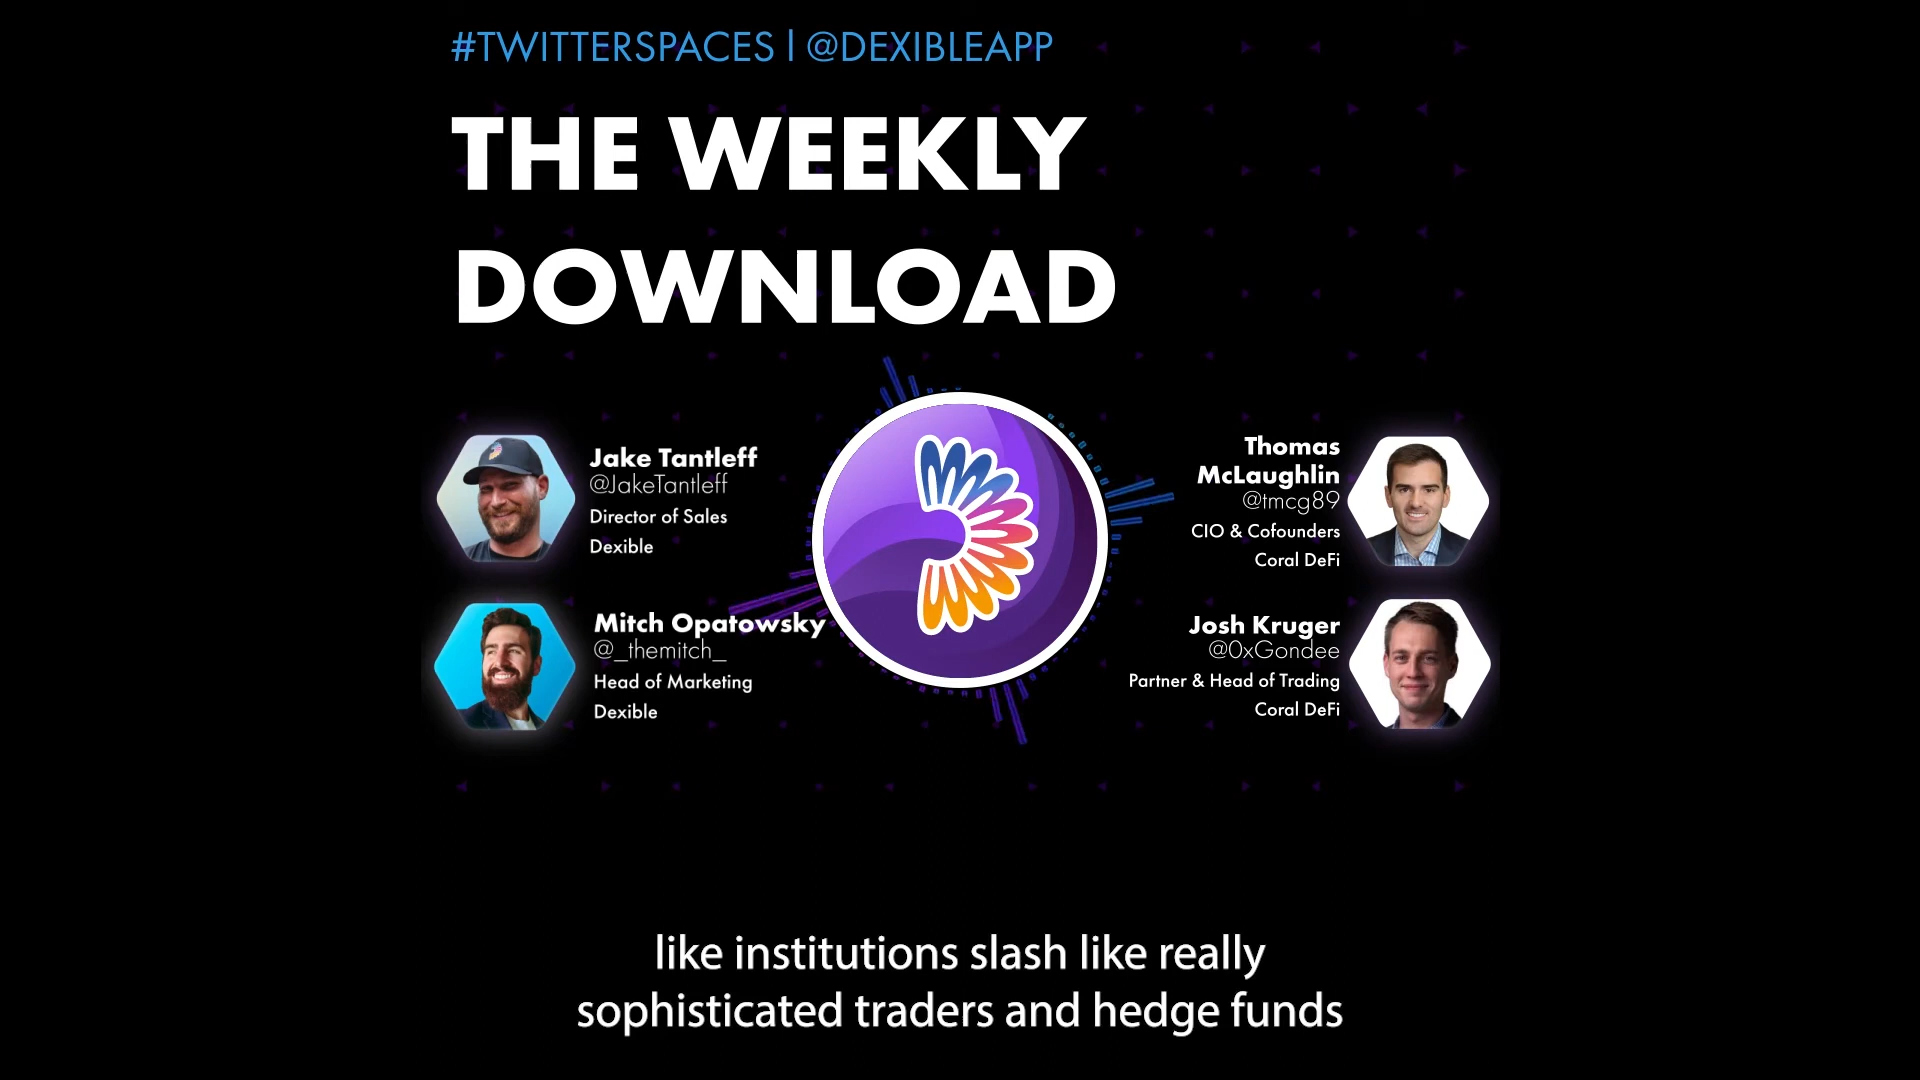 #TWITTERSPACES | @DEXIBLEAPP
THE WEEKLY
DOWNLOAD
Jake Tantleff
@JakeTantleff
Director of Sales
Dexible
Mitch Opatowsky
@_themitch_
Head of Marketing
Dexible
Thomas
McLaughlin
@tmcg89
CIO & Cofounders
Coral DeFi
Josh Kruger
@0xGondee
Partner & Head of Trading
Coral DeFi
like institutions slash like really
sophisticated traders and hedge funds